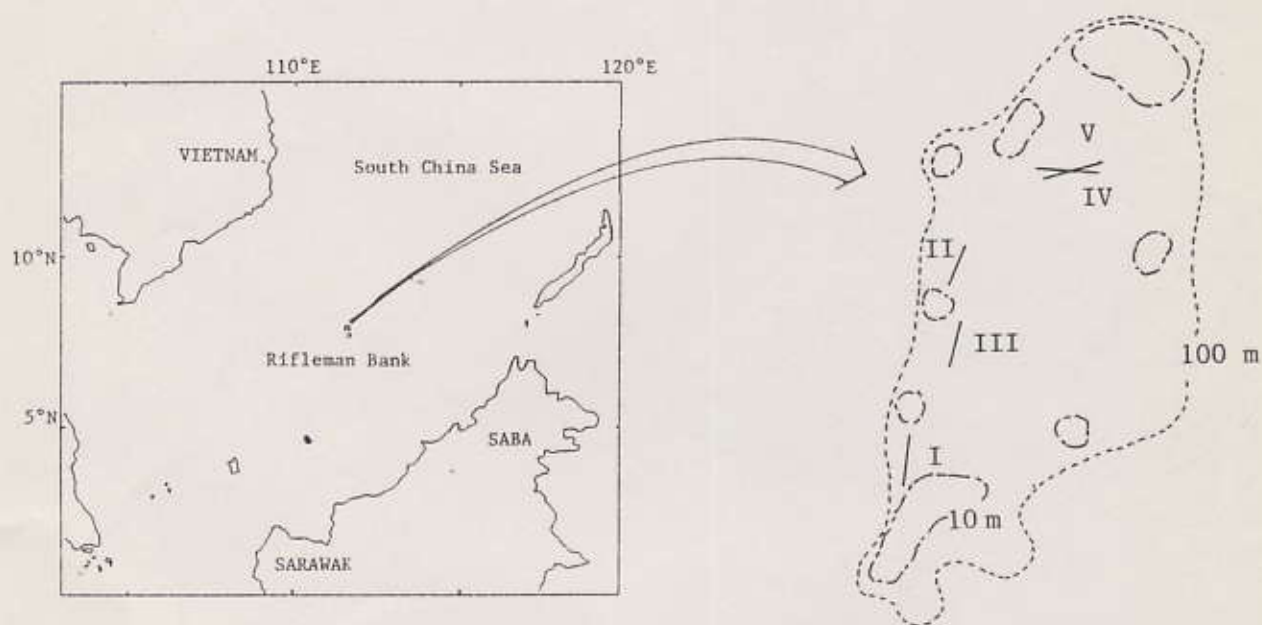 110°E
120°E
VIETNAM
South China Sea
10°N
Rifleman Bank
5°N
SABA
SARAWAK
V
IV
II
III
100 m
I
10 m